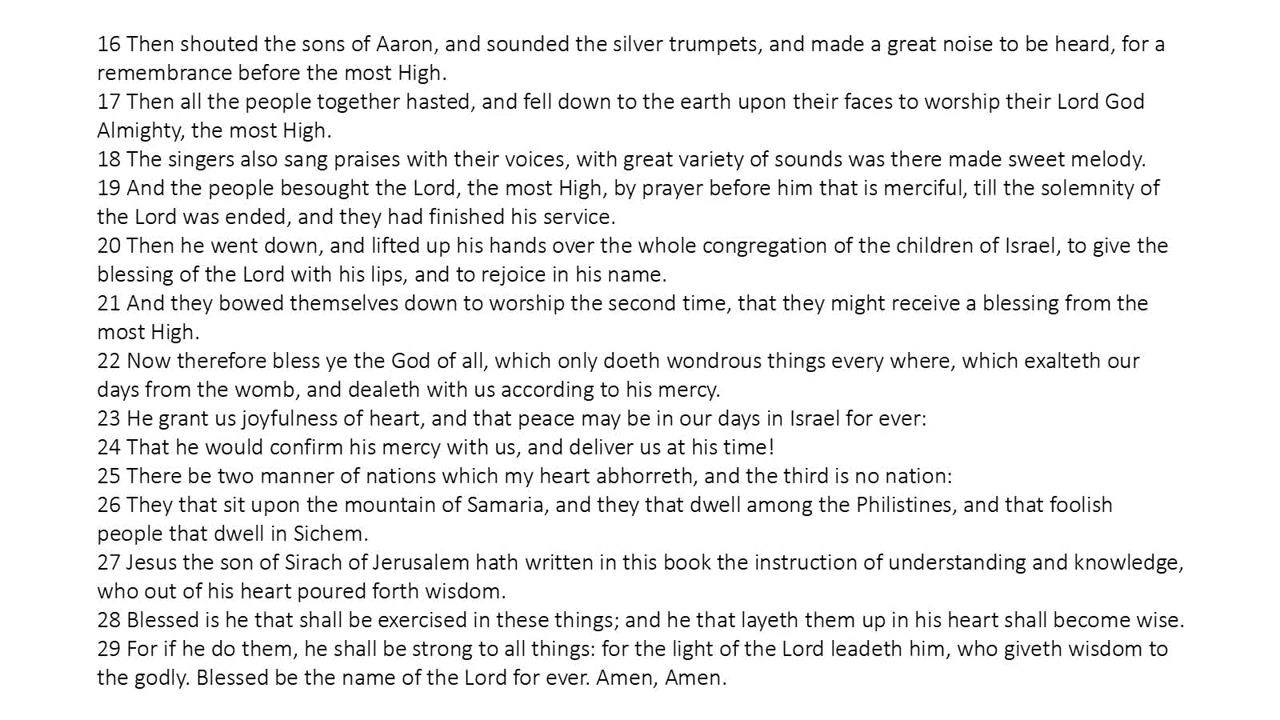 16 Then shouted the sons of Aaron, and sounded the silver trumpets, and made a great noise to be heard, for a
remembrance before the most High.
17 Then all the people together hasted, and fell down to the earth upon their faces to worship their Lord God
Almighty, the most High.
18 The singers also sang praises with their voices, with great variety of sounds was there made sweet melody.
19 And the people besought the Lord, the most High, by prayer before him that is merciful, till the solemnity of
the Lord was ended, and they had finished his service.
20 Then he went down, and lifted up his hands over the whole congregation of the children of Israel, to give the
blessing of the Lord with his lips, and to rejoice in his name.
21 And they bowed themselves down to worship the second time, that they might receive a blessing from the
most High.
22 Now therefore bless ye the God of all, which only doeth wondrous things every where, which exalteth our
days from the womb, and dealeth with us according to his mercy.
23 He grant us joyfulness of heart, and that peace may be in our days in Israel for ever:
24 That he would confirm his mercy with us, and deliver us at his time!
25 There be two manner of nations which my heart abhorreth, and the third is no nation:
26 They that sit upon the mountain of Samaria, and they that dwell among the Philistines, and that foolish
people that dwell in Sichem.
27 Jesus the son of Sirach of Jerusalem hath written in this book the instruction of understanding and knowledge,
who out of his heart poured forth wisdom.
28 Blessed is he that shall be exercised in these things; and he that layeth them up in his heart shall become wise.
29 For if he do them, he shall be strong to all things: for the light of the Lord leadeth him, who giveth wisdom to
the godly. Blessed be the name of the Lord for ever. Amen, Amen.